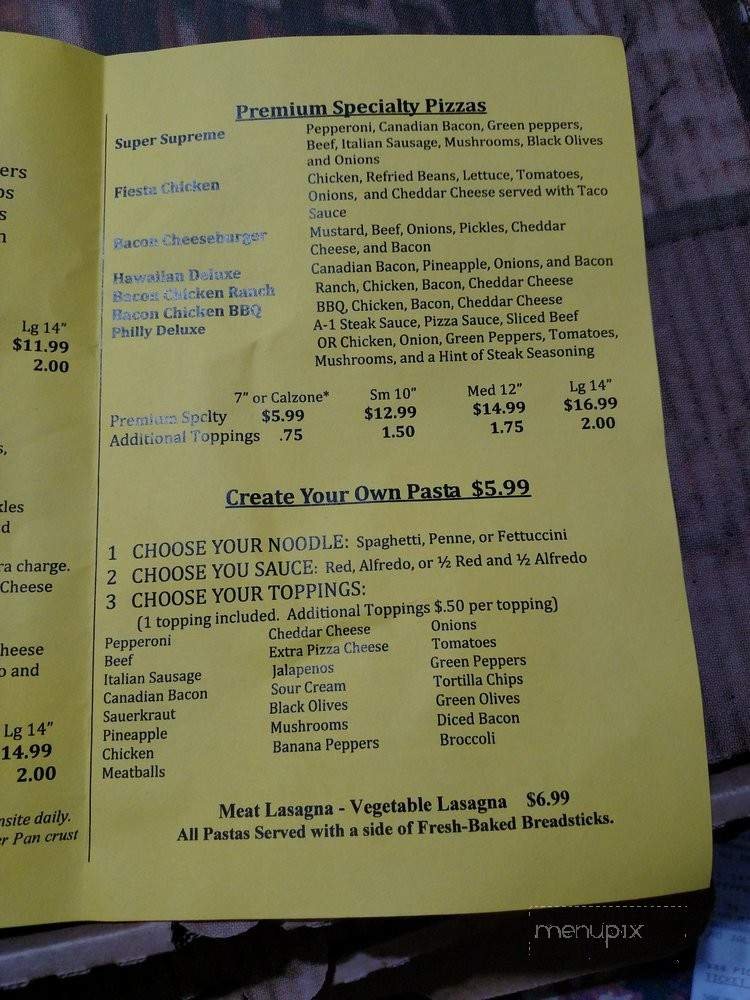 ers
os
s
n
Lg 14"
$11.99
2.00
s,
kles
d
ra charge.
Cheese
heese
o and
Lg 14"
14.99
2.00
nsite daily.
er Pan crust
Premium Specialty Pizzas
Super Supreme Pepperoni, Canadian Bacon, Green peppers,
Beef, Italian Sausage, Mushrooms, Black Olives
and Onions
Fiesta Chicken Chicken, Refried Beans, Lettuce, Tomatoes,
Onions, and Cheddar Cheese served with Taco
Sauce
Bacon Cheeseburger Mustard, Beef, Onions, Pickles, Cheddar
Cheese, and Bacon
Hawaiian Deluxe Canadian Bacon, Pineapple, Onions, and Bacon
Bacon Chicken Ranch Ranch, Chicken, Bacon, Cheddar Cheese
Bacon Chicken BBQ BBQ, Chicken, Bacon, Cheddar Cheese
Philly Deluxe A-1 Steak Sauce, Pizza Sauce, Sliced Beef
OR Chicken, Onion, Green Peppers, Tomatoes,
Mushrooms, and a Hint of Steak Seasoning
7" or Calzone* Sm 10" Med 12" Lg 14"
Premium Spclty $5.99 $12.99 $14.99 $16.99
Additional Toppings .75 1.50 1.75 2.00
Create Your Own Pasta $5.99
1 CHOOSE YOUR NOODLE: Spaghetti, Penne, or Fettuccini
2 CHOOSE YOU SAUCE: Red, Alfredo, or ½ Red and ½ Alfredo
3 CHOOSE YOUR TOPPINGS:
(1 topping included. Additional Toppings $.50 per topping)
Pepperoni Cheddar Cheese Onions
Beef Extra Pizza Cheese Tomatoes
Italian Sausage Jalapenos Green Peppers
Canadian Bacon Sour Cream Tortilla Chips
Sauerkraut Black Olives Green Olives
Pineapple Mushrooms Diced Bacon
Chicken Banana Peppers Broccoli
Meatballs
Meat Lasagna - Vegetable Lasagna $6.99
All Pastas Served with a side of Fresh-Baked Breadsticks.
menupix